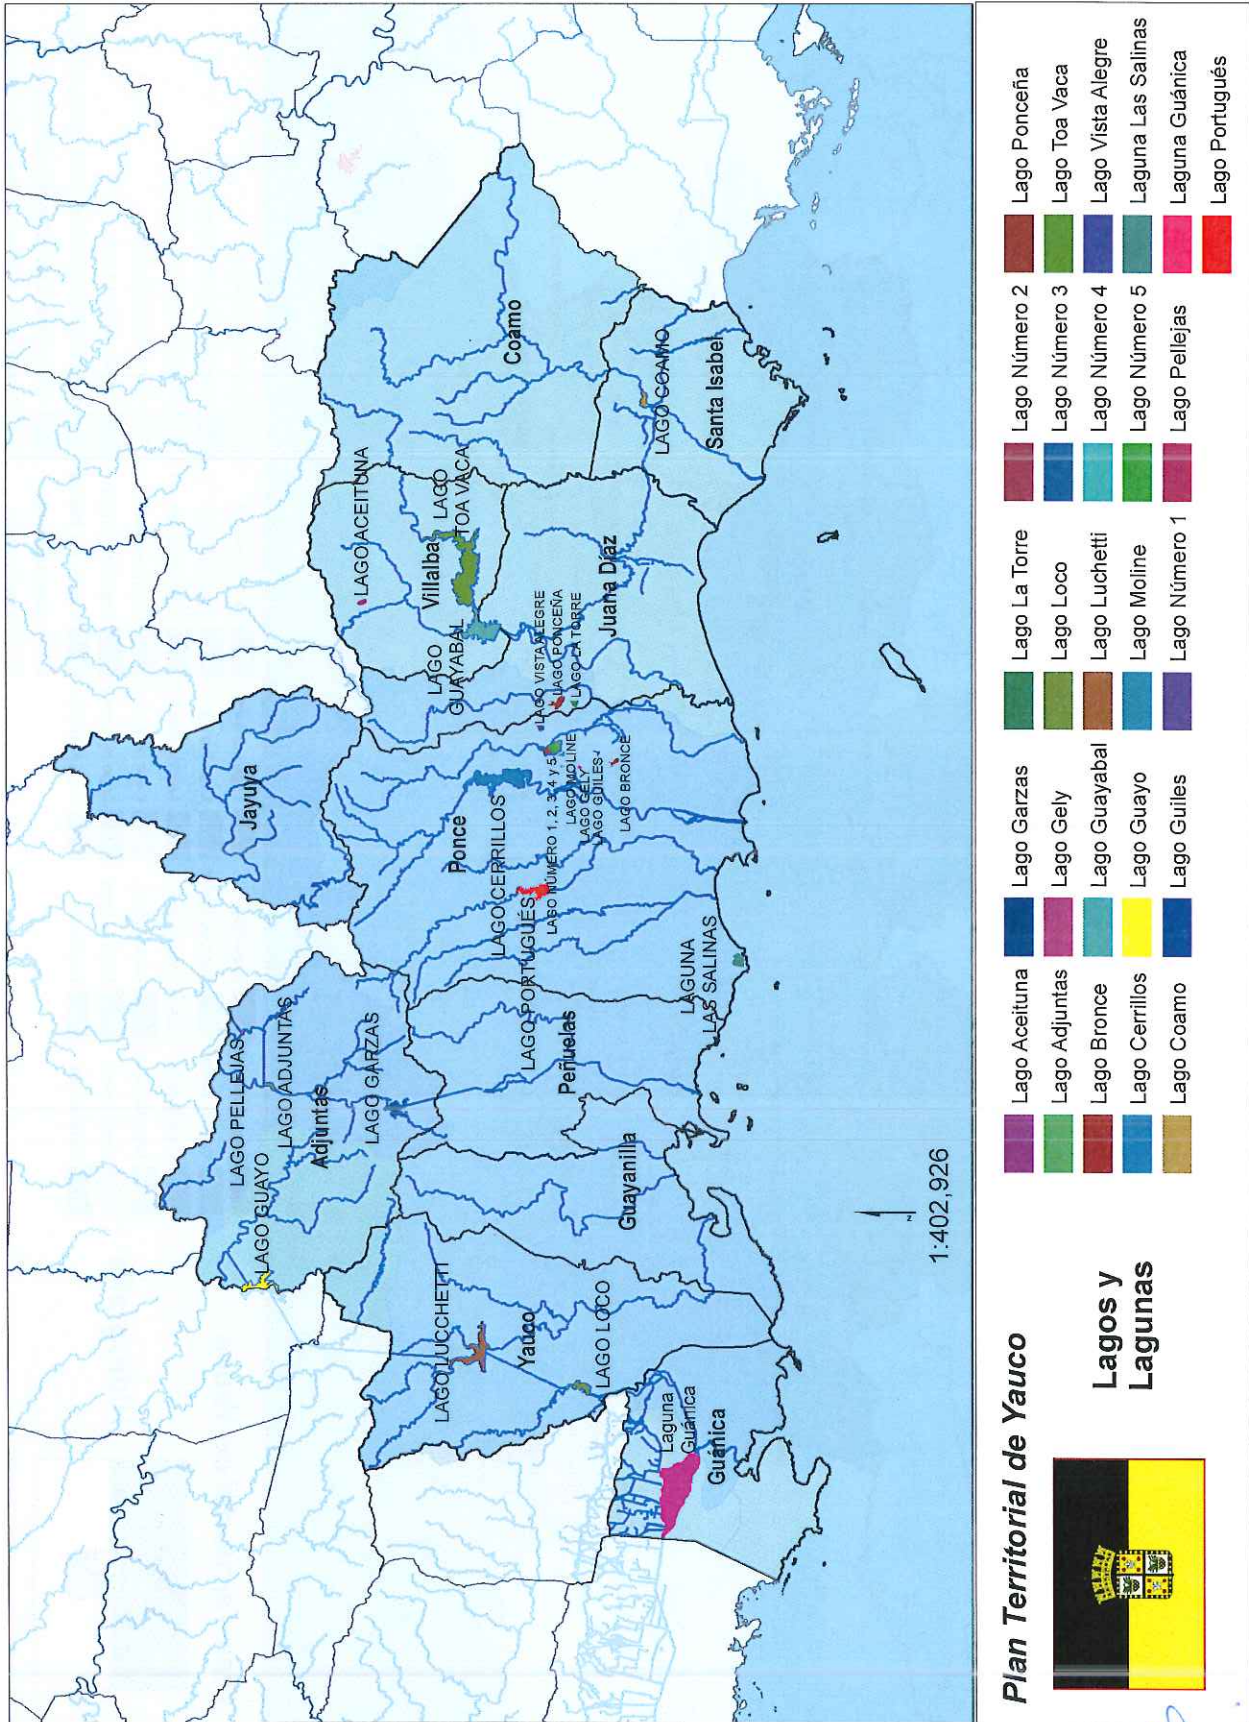 LAGO PELLEJAS
LAGO ADJUNTAS
LAGO GUAYO
Adjuntas
LAGO GARZAS
Jayuya
LAGO LUCCHETTI
Yauco
LAGO LOCO
Laguna
Guánica
Guánica
Guayanilla
Peñuelas
LAGUNA
LAS SALINAS
Ponce
LAGO CERRILLOS
LAGO PORTUGUÉS
LAGO NÚMERO 1, 2, 3, 4 y 5
LAGO MOLINE
LAGO GELY
LAGO GUILES
LAGO BRONCE
LAGO VISTA ALEGRE
LAGO PONCEÑA
LAGO LA TORRE
LAGO
GUAYABAL
Villalba
LAGO
TOA VACA
LAGO ACEITUNA
Juana Díaz
Coamo
LAGO COAMO
Santa Isabel
1:402,926
Plan Territorial de Yauco
Lagos y
Lagunas
Lago Aceituna
Lago Adjuntas
Lago Bronce
Lago Cerrillos
Lago Coamo
Lago Garzas
Lago Gely
Lago Guayabal
Lago Guayo
Lago Guiles
Lago La Torre
Lago Loco
Lago Luchetti
Lago Moline
Lago Número 1
Lago Número 2
Lago Número 3
Lago Número 4
Lago Número 5
Lago Pellejas
Lago Ponceña
Lago Toa Vaca
Lago Vista Alegre
Laguna Las Salinas
Laguna Guánica
Lago Portugués